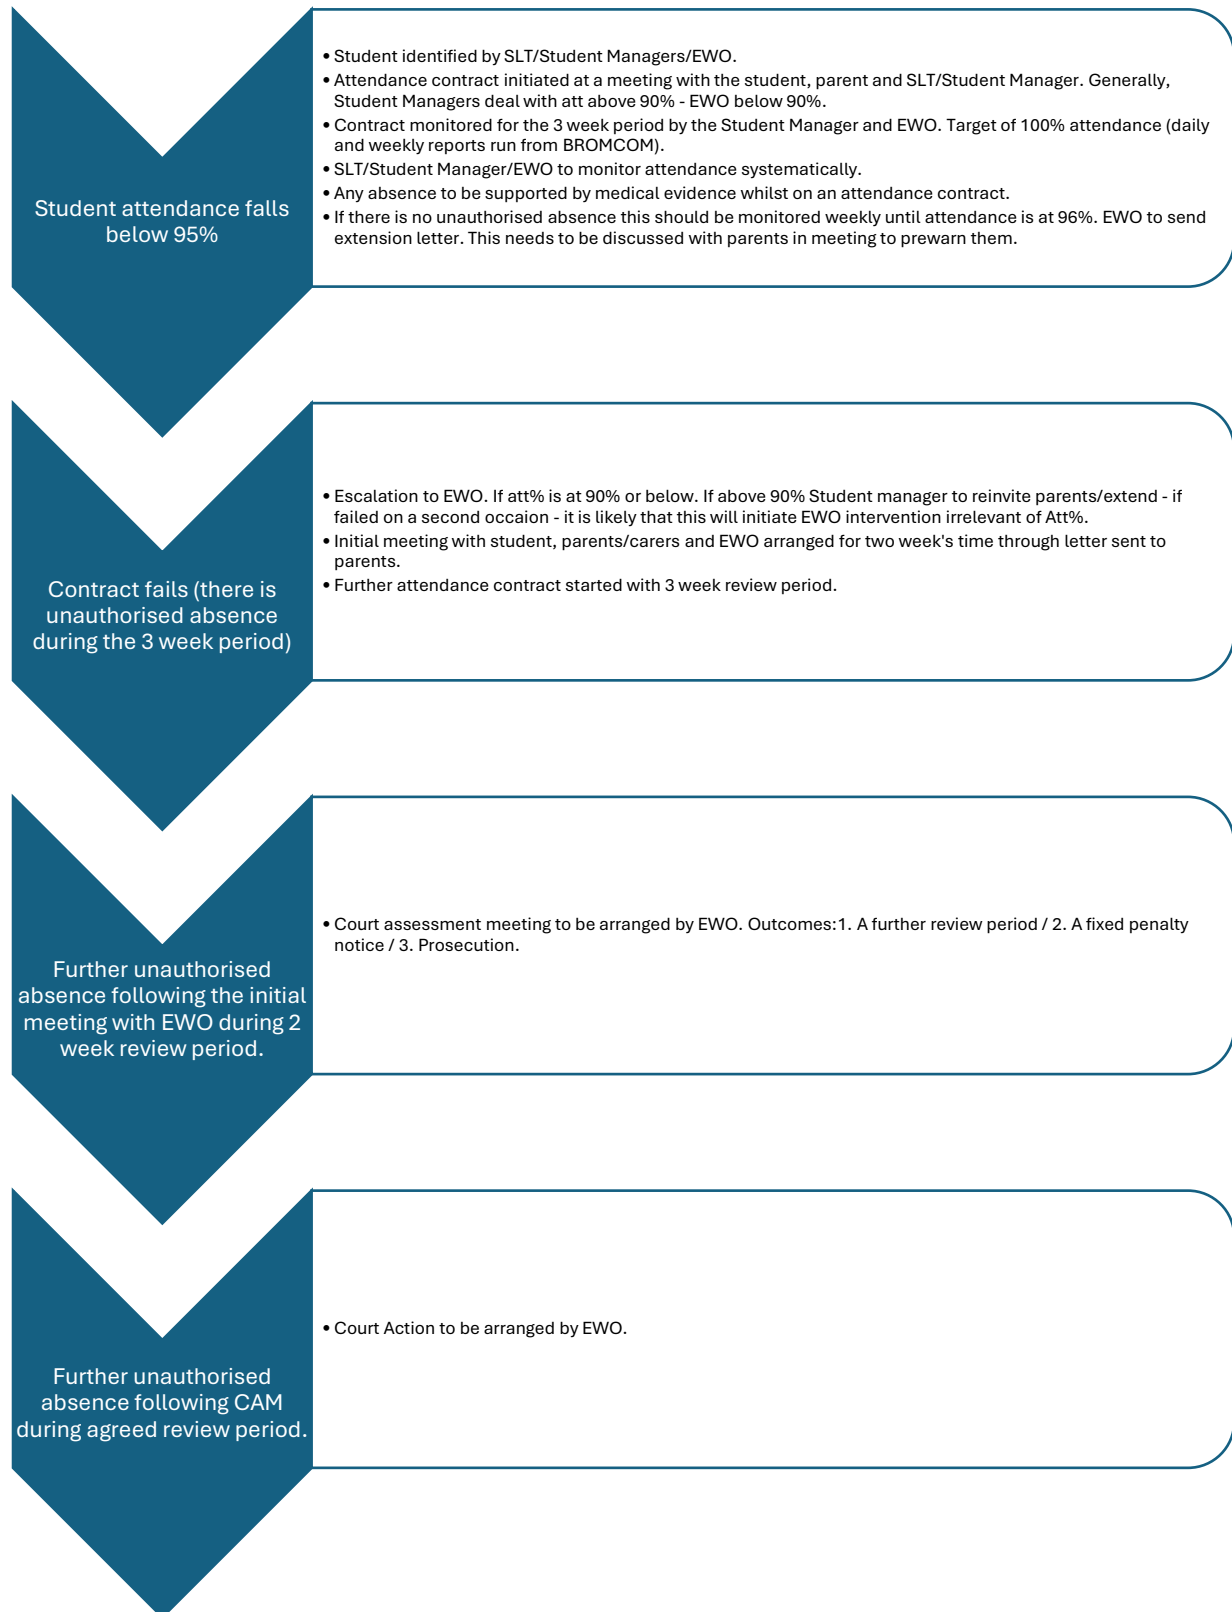 Student attendance falls
below 95%
• Student identified by SLT/Student Managers/EWO.
• Attendance contract initiated at a meeting with the student, parent and SLT/Student Manager. Generally,
Student Managers deal with att above 90% - EWO below 90%.
• Contract monitored for the 3 week period by the Student Manager and EWO. Target of 100% attendance (daily
and weekly reports run from BROMCOM).
• SLT/Student Manager/EWO to monitor attendance systematically.
• Any absence to be supported by medical evidence whilst on an attendance contract.
• If there is no unauthorised absence this should be monitored weekly until attendance is at 96%. EWO to send
extension letter. This needs to be discussed with parents in meeting to prewarn them.
Contract fails (there is
unauthorised absence
during the 3 week period)
• Escalation to EWO. If att% is at 90% or below. If above 90% Student manager to reinvite parents/extend - if
failed on a second occaion - it is likely that this will initiate EWO intervention irrelevant of Att%.
• Initial meeting with student, parents/carers and EWO arranged for two week's time through letter sent to
parents.
• Further attendance contract started with 3 week review period.
Further unauthorised
absence following the initial
meeting with EWO during 2
week review period.
• Court assessment meeting to be arranged by EWO. Outcomes:1. A further review period / 2. A fixed penalty
notice / 3. Prosecution.
Further unauthorised
absence following CAM
during agreed review period.
• Court Action to be arranged by EWO.